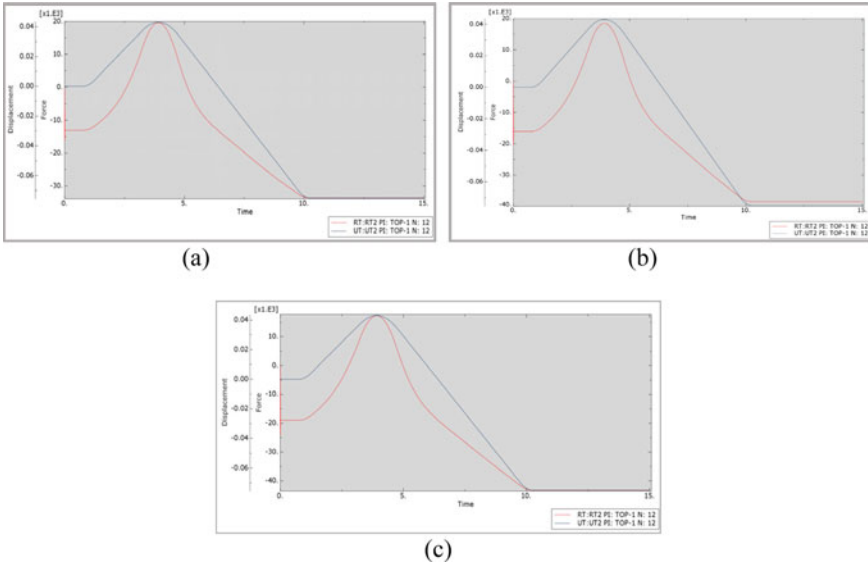 [x1.E3]
0.04
0.02
0.00
-0.02
-0.04
-0.06
Displacement
20.
10.
0.
-10.
-20.
-30.
Force
0.
5.
10.
15.
Time
RT:RT2 PI: TOP-1 N: 12
UT:UT2 PI: TOP-1 N: 12
(a)
[x1.E3]
0.04
0.02
0.00
0.02
0.04
-0.06
Displacement
20.
10.
0.
-10.
-20.
-30.
-40.
Force
0.
5.
10.
15.
Time
RT:RT2 PI: TOP-1 N: 12
UT:UT2 PI: TOP-1 N: 12
(b)
[x1.E3]
0.04
0.02
0.00
-0.02
-0.04
-0.06
Displacement
10.
0.
-10.
-20.
-30.
-40.
Force
0.
5.
10.
15.
Time
RT:RT2 PI: TOP-1 N: 12
UT:UT2 PI: TOP-1 N: 12
(c)